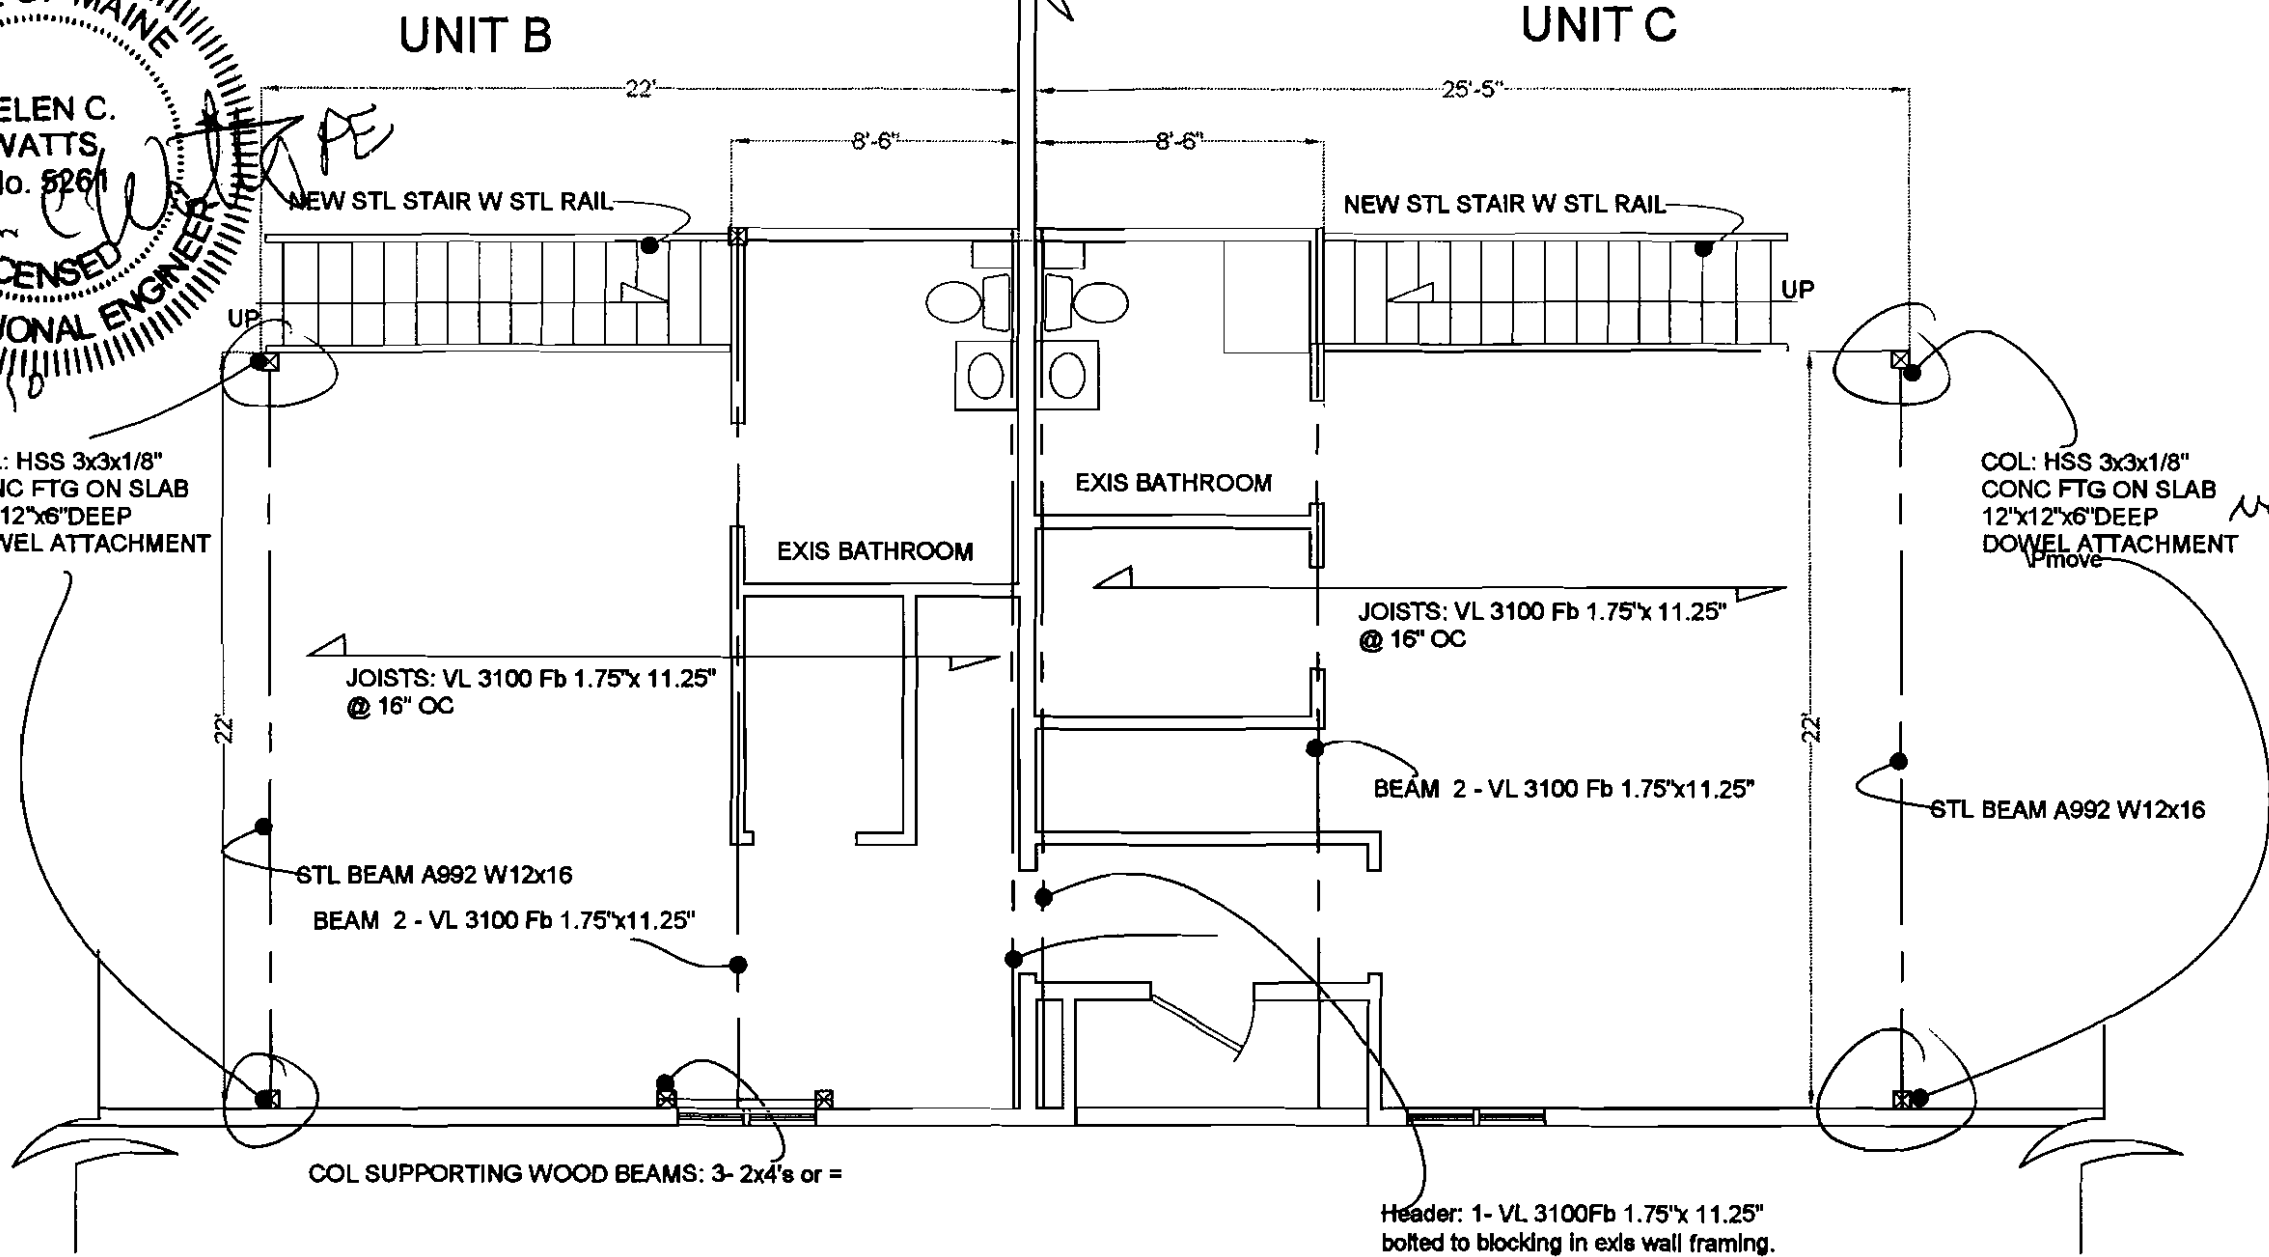 UNIT B
UNIT C
MAINE
ELEN C.
WATTS
No. 5261
CENSED
IONAL ENGINEER
PE
22'
25'-5"
8'-6"
8'-6"
NEW STL STAIR W STL RAIL
NEW STL STAIR W STL RAIL
UP
UP
.: HSS 3x3x1/8"
NC FTG ON SLAB
12"x6"DEEP
WEL ATTACHMENT
COL: HSS 3x3x1/8"
CONC FTG ON SLAB
12"x12"x6"DEEP
DOWEL ATTACHMENT
\Pmove
EXIS BATHROOM
EXIS BATHROOM
JOISTS: VL 3100 Fb 1.75"x 11.25"
@ 16" OC
JOISTS: VL 3100 Fb 1.75"x 11.25"
@ 16" OC
22'
22'
BEAM 2 - VL 3100 Fb 1.75"x11.25"
STL BEAM A992 W12x16
STL BEAM A992 W12x16
BEAM 2 - VL 3100 Fb 1.75"x11.25"
COL SUPPORTING WOOD BEAMS: 3- 2x4's or =
Header: 1- VL 3100Fb 1.75"x 11.25"
bolted to blocking in exis wall framing.